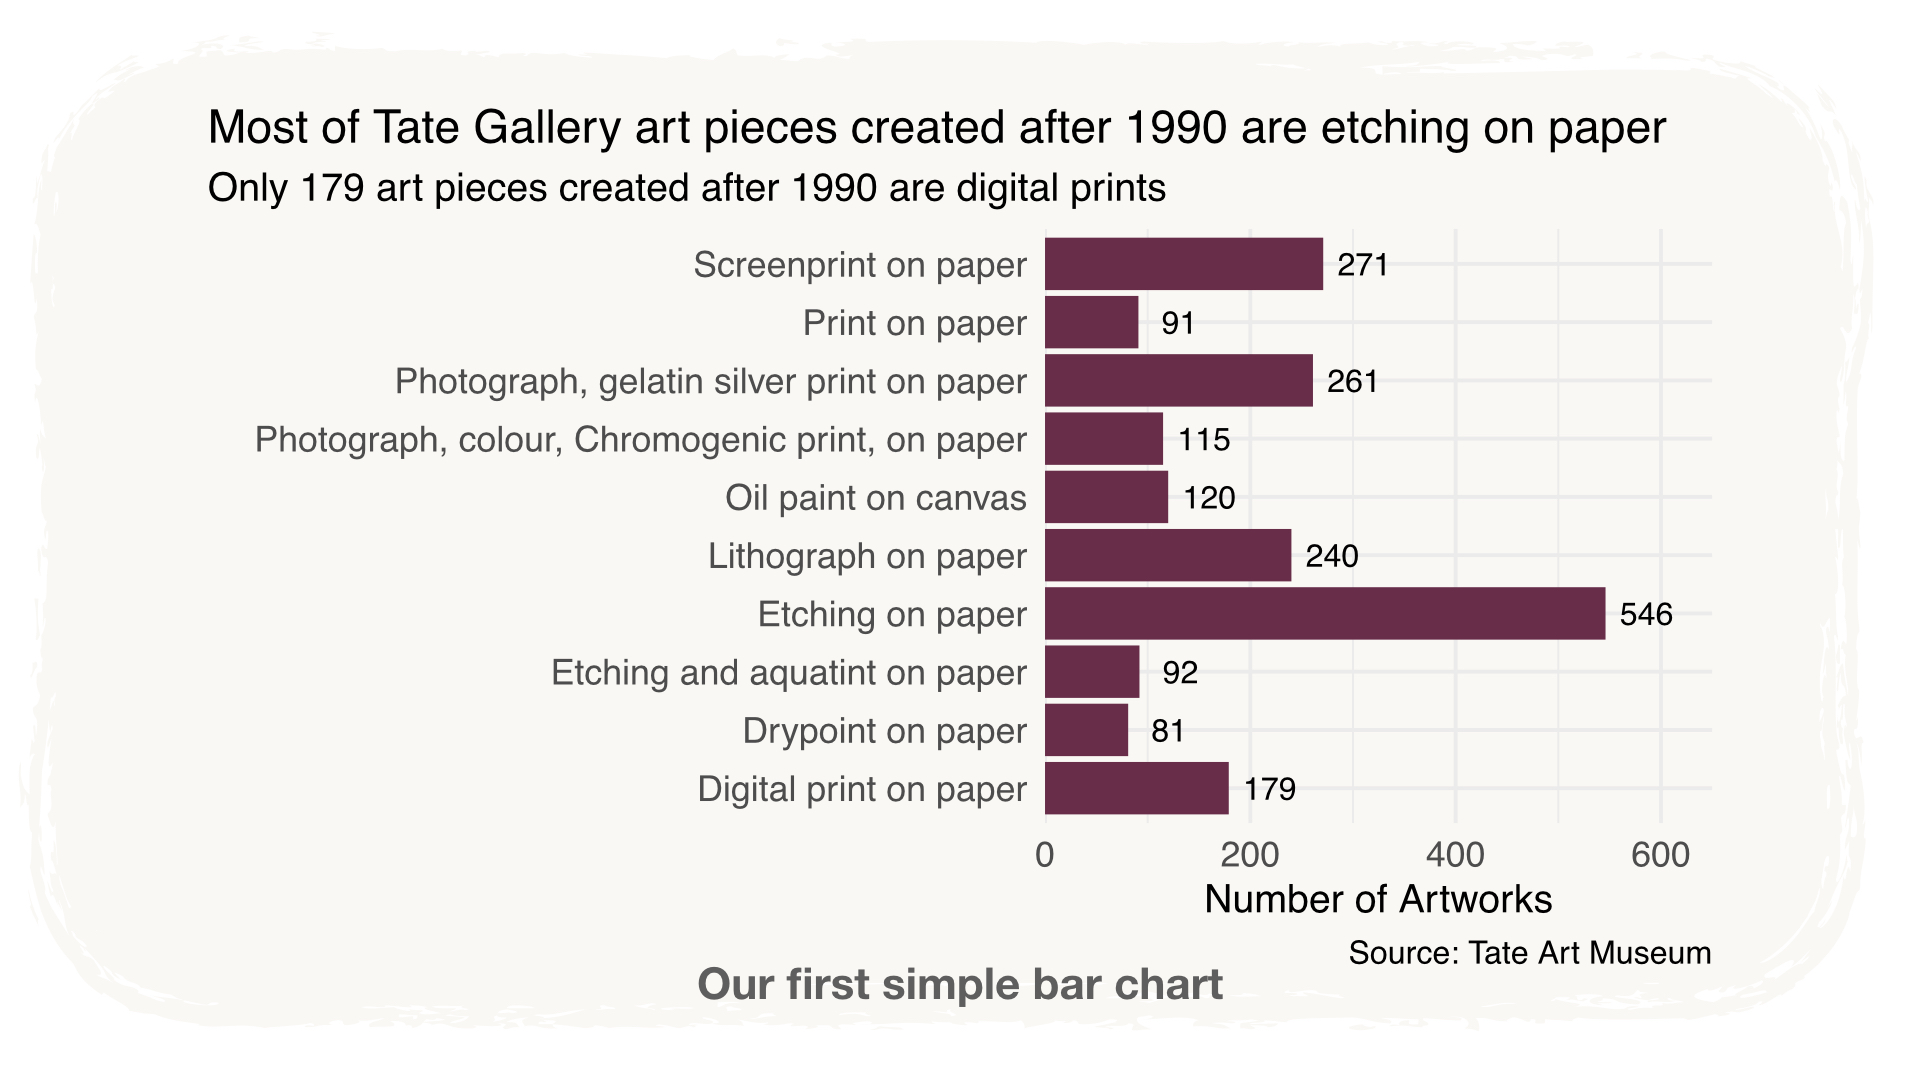 Most of Tate Gallery art pieces created after 1990 are etching on paper
Only 179 art pieces created after 1990 are digital prints
Screenprint on paper 271
Print on paper 91
Photograph, gelatin silver print on paper 261
Photograph, colour, Chromogenic print, on paper 115
Oil paint on canvas 120
Lithograph on paper 240
Etching on paper 546
Etching and aquatint on paper 92
Drypoint on paper 81
Digital print on paper 179
0 200 400 600
Number of Artworks
Source: Tate Art Museum
Our first simple bar chart